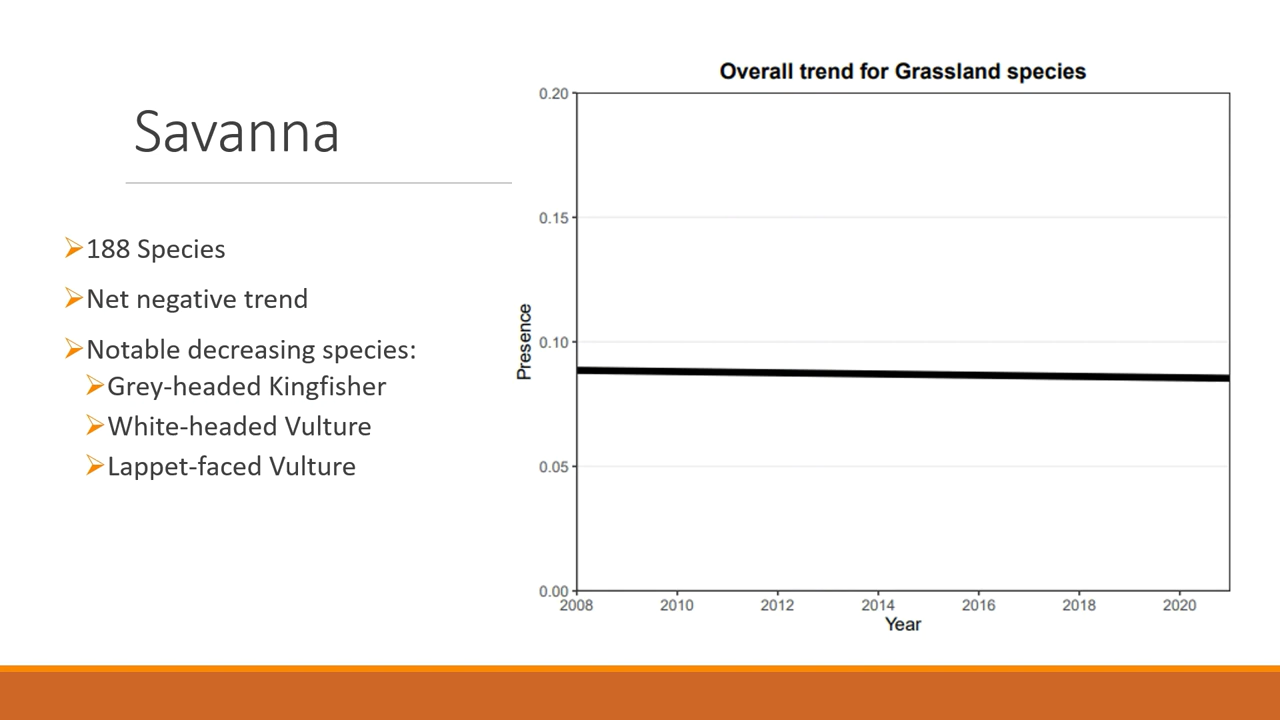 Savanna
188 Species
Net negative trend
Notable decreasing species:
Grey-headed Kingfisher
White-headed Vulture
Lappet-faced Vulture
Overall trend for Grassland species
0.20
0.15
0.10
0.05
0.00
Presence
2008 2010 2012 2014 2016 2018 2020
Year